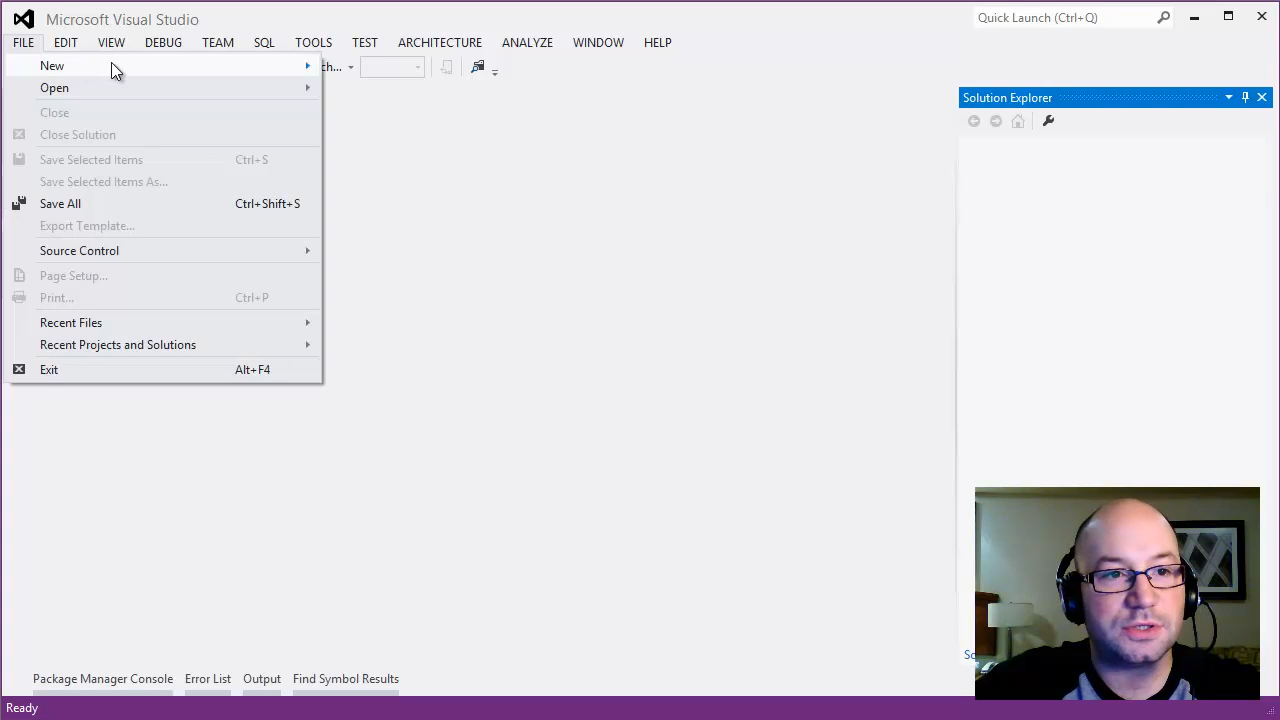 Microsoft Visual Studio
Quick Launch (Ctrl+Q)
FILE EDIT VIEW DEBUG TEAM SQL TOOLS TEST ARCHITECTURE ANALYZE WINDOW HELP
New
ch...
Open
Close
Close Solution
Save Selected Items Ctrl+S
Save Selected Items As...
Save All Ctrl+Shift+S
Export Template...
Source Control
Page Setup...
Print... Ctrl+P
Recent Files
Recent Projects and Solutions
Exit Alt+F4
Solution Explorer
Package Manager Console Error List Output Find Symbol Results
Ready